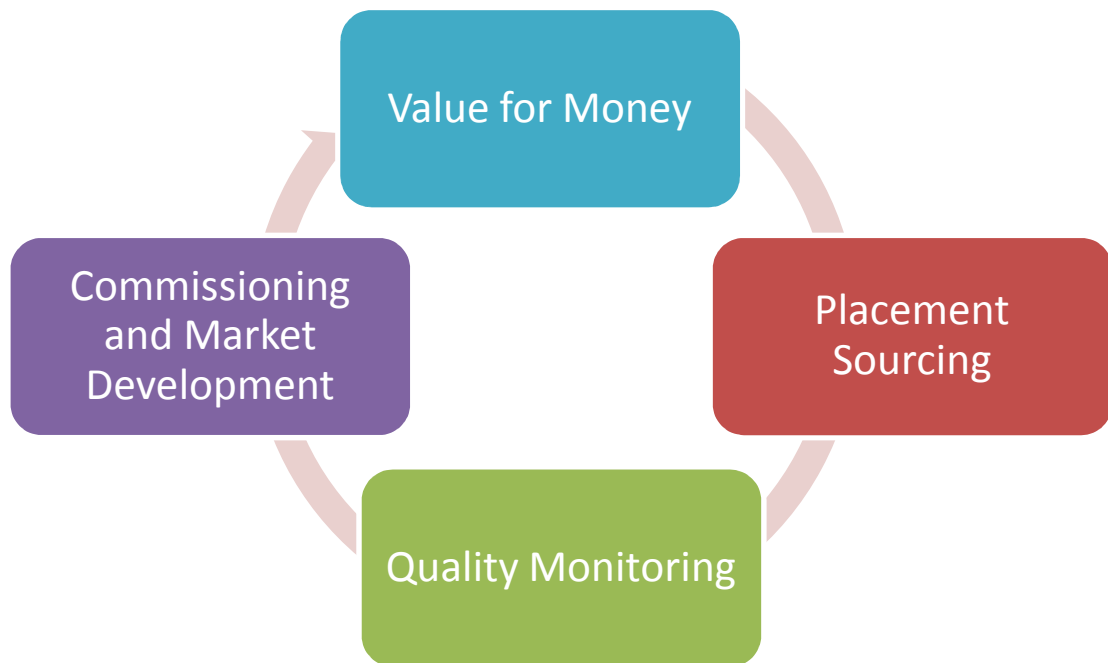 Value for Money
Commissioning
and Market
Development
Placement
Sourcing
Quality Monitoring